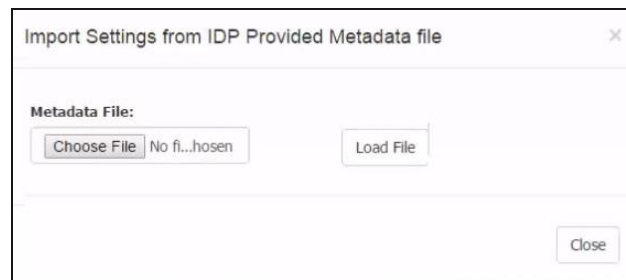 Import Settings from IDP Provided Metadata file ×
Metadata File:
Choose File No fi...hosen Load File
Close